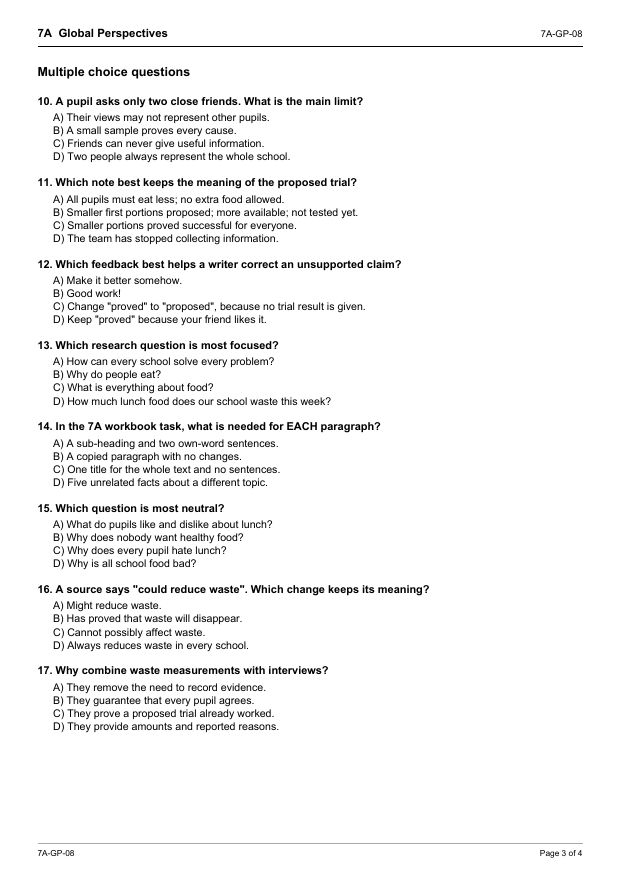 7A Global Perspectives
7A-GP-08
Multiple choice questions
10. A pupil asks only two close friends. What is the main limit?
A) Their views may not represent other pupils.
B) A small sample proves every cause.
C) Friends can never give useful information.
D) Two people always represent the whole school.
11. Which note best keeps the meaning of the proposed trial?
A) All pupils must eat less; no extra food allowed.
B) Smaller first portions proposed; more available; not tested yet.
C) Smaller portions proved successful for everyone.
D) The team has stopped collecting information.
12. Which feedback best helps a writer correct an unsupported claim?
A) Make it better somehow.
B) Good work!
C) Change "proved" to "proposed", because no trial result is given.
D) Keep "proved" because your friend likes it.
13. Which research question is most focused?
A) How can every school solve every problem?
B) Why do people eat?
C) What is everything about food?
D) How much lunch food does our school waste this week?
14. In the 7A workbook task, what is needed for EACH paragraph?
A) A sub-heading and two own-word sentences.
B) A copied paragraph with no changes.
C) One title for the whole text and no sentences.
D) Five unrelated facts about a different topic.
15. Which question is most neutral?
A) What do pupils like and dislike about lunch?
B) Why does nobody want healthy food?
C) Why does every pupil hate lunch?
D) Why is all school food bad?
16. A source says "could reduce waste". Which change keeps its meaning?
A) Might reduce waste.
B) Has proved that waste will disappear.
C) Cannot possibly affect waste.
D) Always reduces waste in every school.
17. Why combine waste measurements with interviews?
A) They remove the need to record evidence.
B) They guarantee that every pupil agrees.
C) They prove a proposed trial already worked.
D) They provide amounts and reported reasons.
7A-GP-08
Page 3 of 4